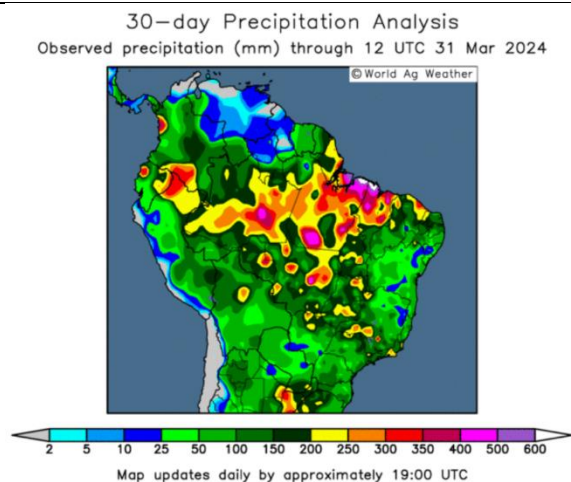 30-day Precipitation Analysis
Observed precipitation (mm) through 12 UTC 31 Mar 2024
© World Ag Weather
2 5 10 25 50 100 150 200 250 300 350 400 500 600
Map updates daily by approximately 19:00 UTC